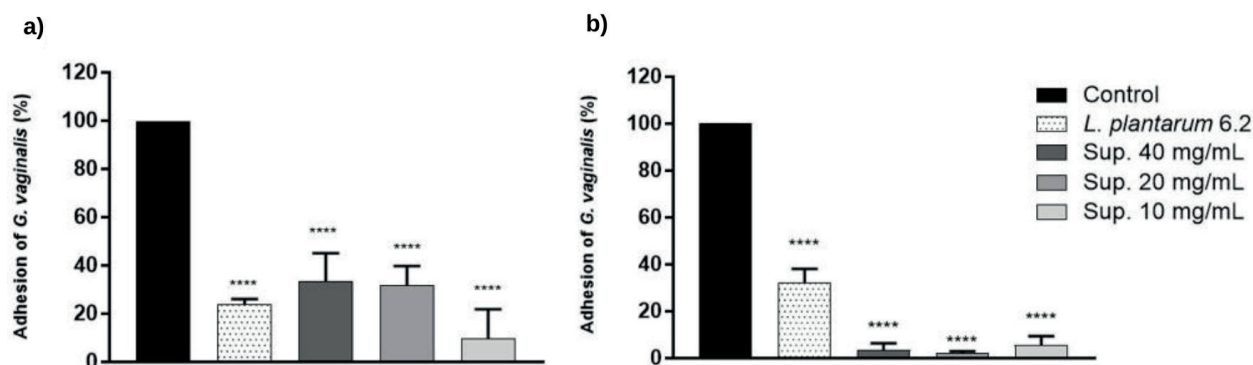 a)
Adhesion of G. vaginalis (%)
120
100
80
60
40
20
0
****
****
****
****
b)
Adhesion of G. vaginalis (%)
120
100
80
60
40
20
0
****
****
****
****
Control
L. plantarum 6.2
Sup. 40 mg/mL
Sup. 20 mg/mL
Sup. 10 mg/mL